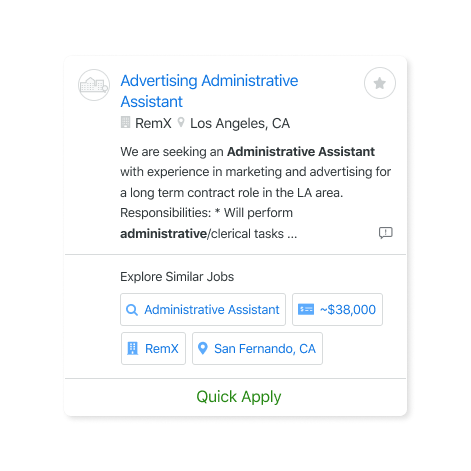 Advertising Administrative
Assistant
RemX Los Angeles, CA
We are seeking an Administrative Assistant
with experience in marketing and advertising for
a long term contract role in the LA area.
Responsibilities: * Will perform
administrative/clerical tasks ...
Explore Similar Jobs
Administrative Assistant ~$38,000
RemX San Fernando, CA
Quick Apply